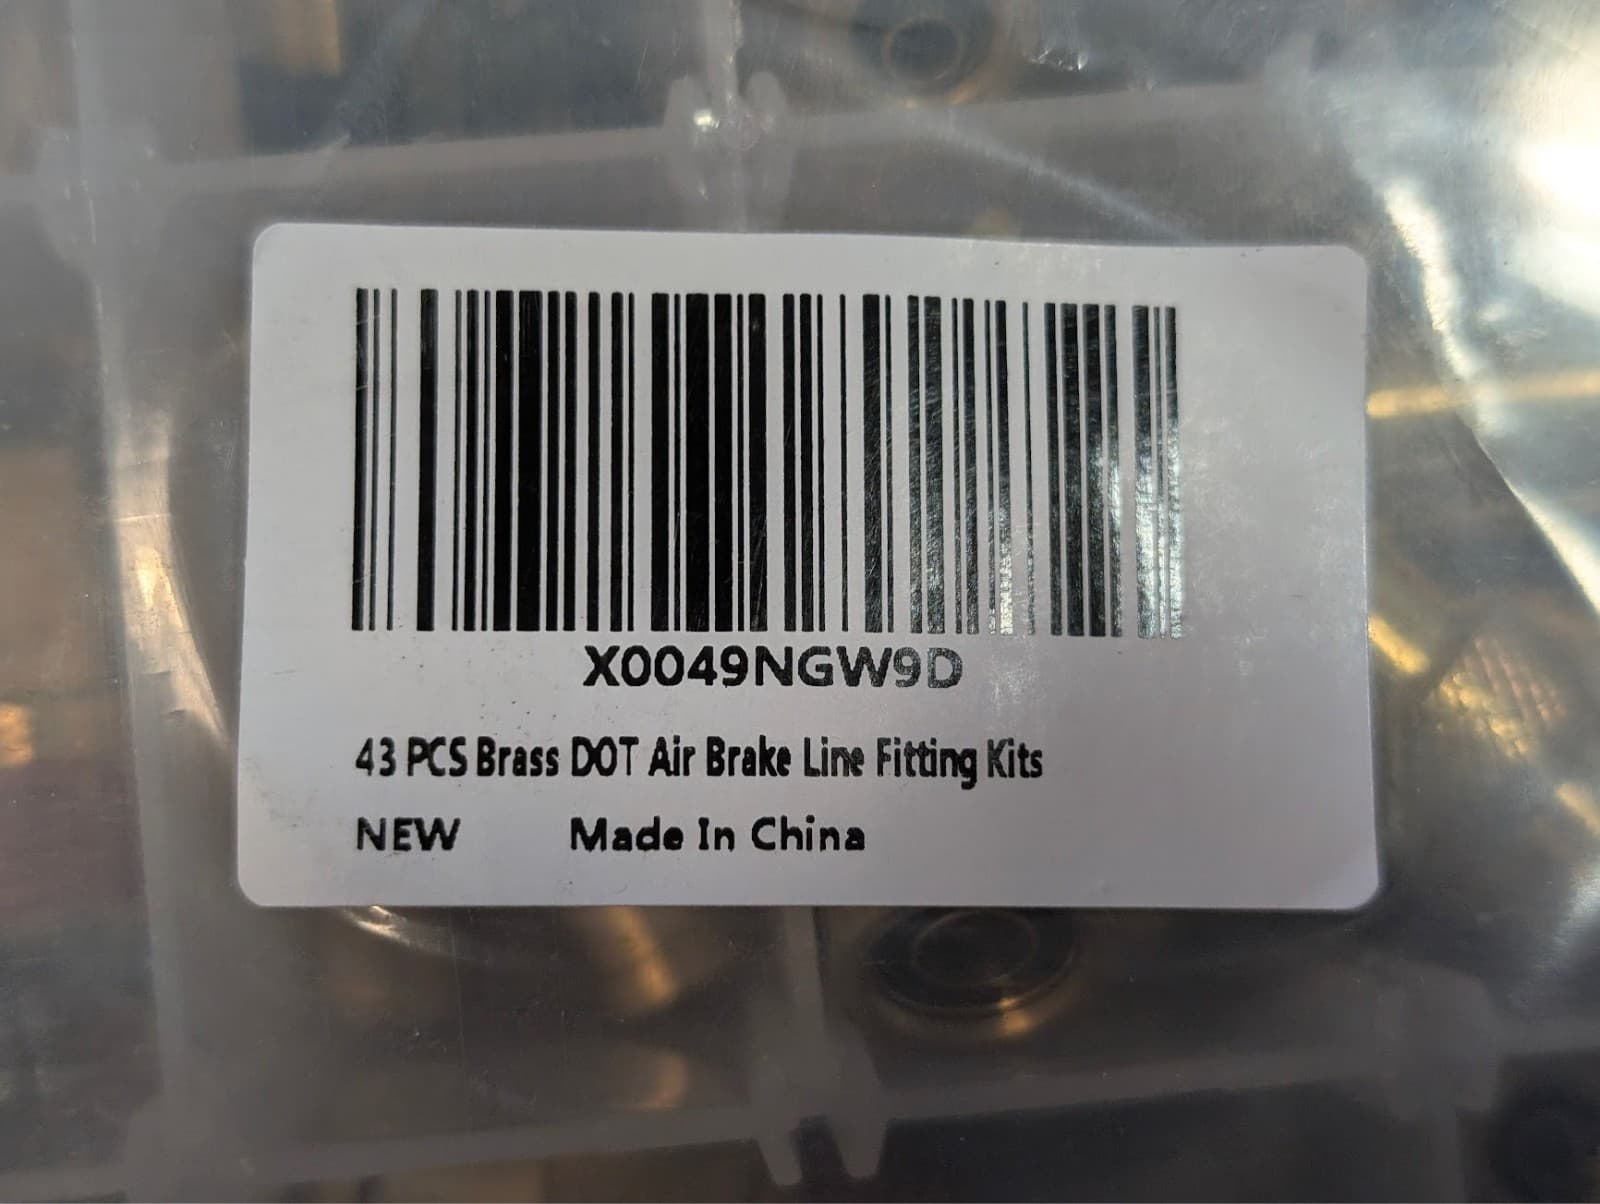 X0049NGW9D
43 PCS Brass DOT Air Brake Line Fitting Kits
NEW Made In China